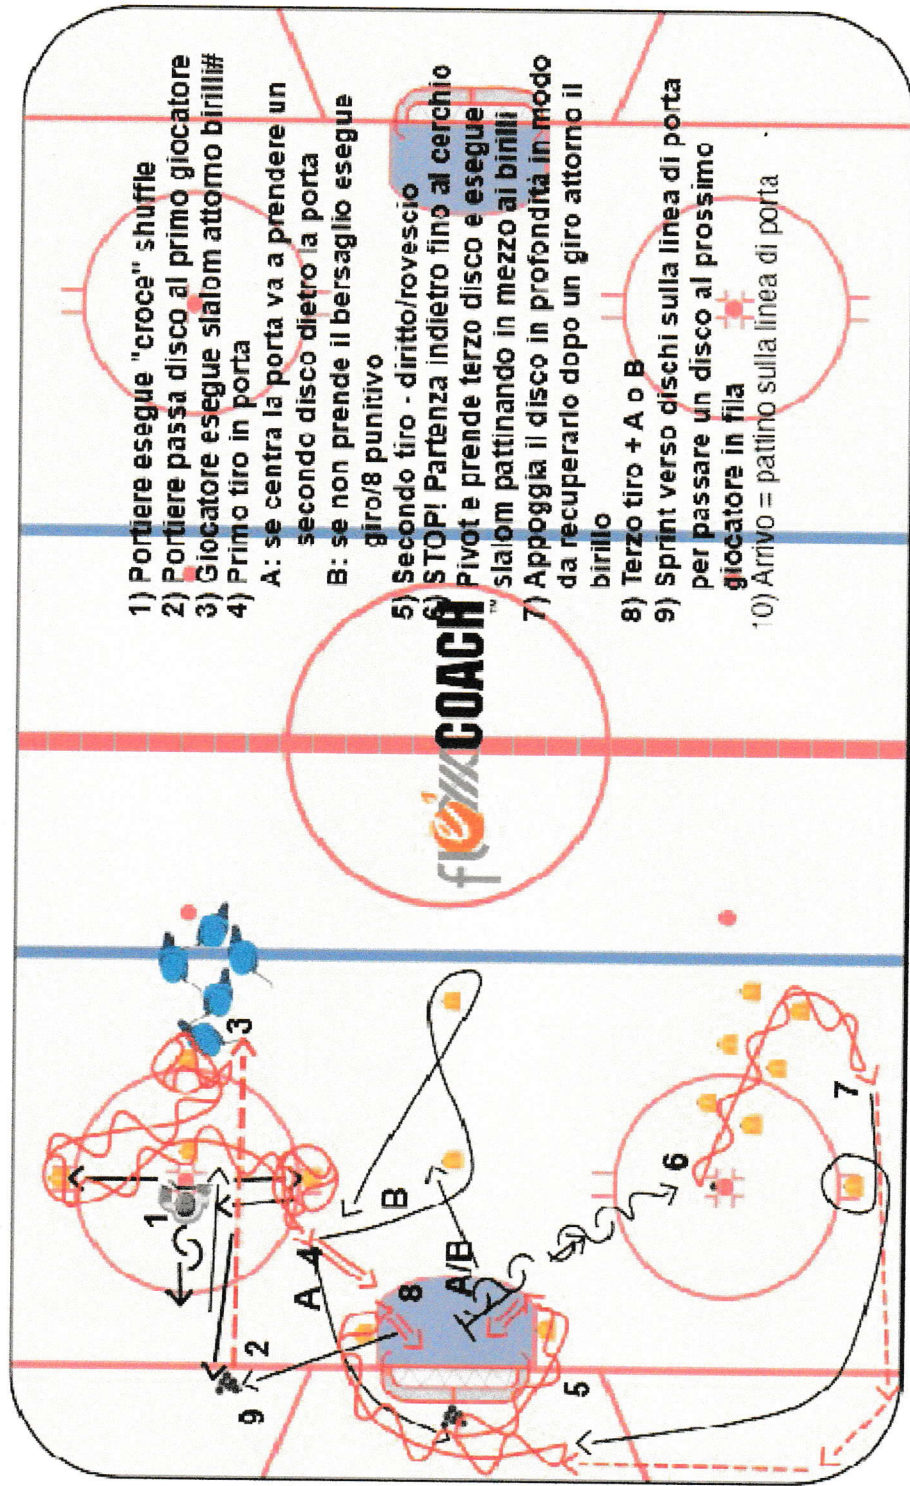 1) Portiere esegue "croce" shuffle
2) Portiere passa disco al primo giocatore
3) Giocatore esegue slalom attorno birilli#
4) Primo tiro in porta
A: se centra la porta va a prendere un
secondo disco dietro la porta
B: se non prende il bersaglio esegue
giro/8 punitivo
5) Secondo tiro - diritto/rovescio
6) STOP! Partenza indietro fino al cerchio
Pivot e prende terzo disco e esegue
slalom pattinando in mezzo ai birilli
7) Appoggia il disco in profondità in modo
da recuperarlo dopo un giro attorno il
birillo
8) Terzo tiro + A o B
9) Sprint verso dischi sulla linea di porta
per passare un disco al prossimo
giocatore in fila
10) Arrivo = pattino sulla linea di porta
COACH
™
1
2
3
4
5
6
7
8
9
A
B
A/B